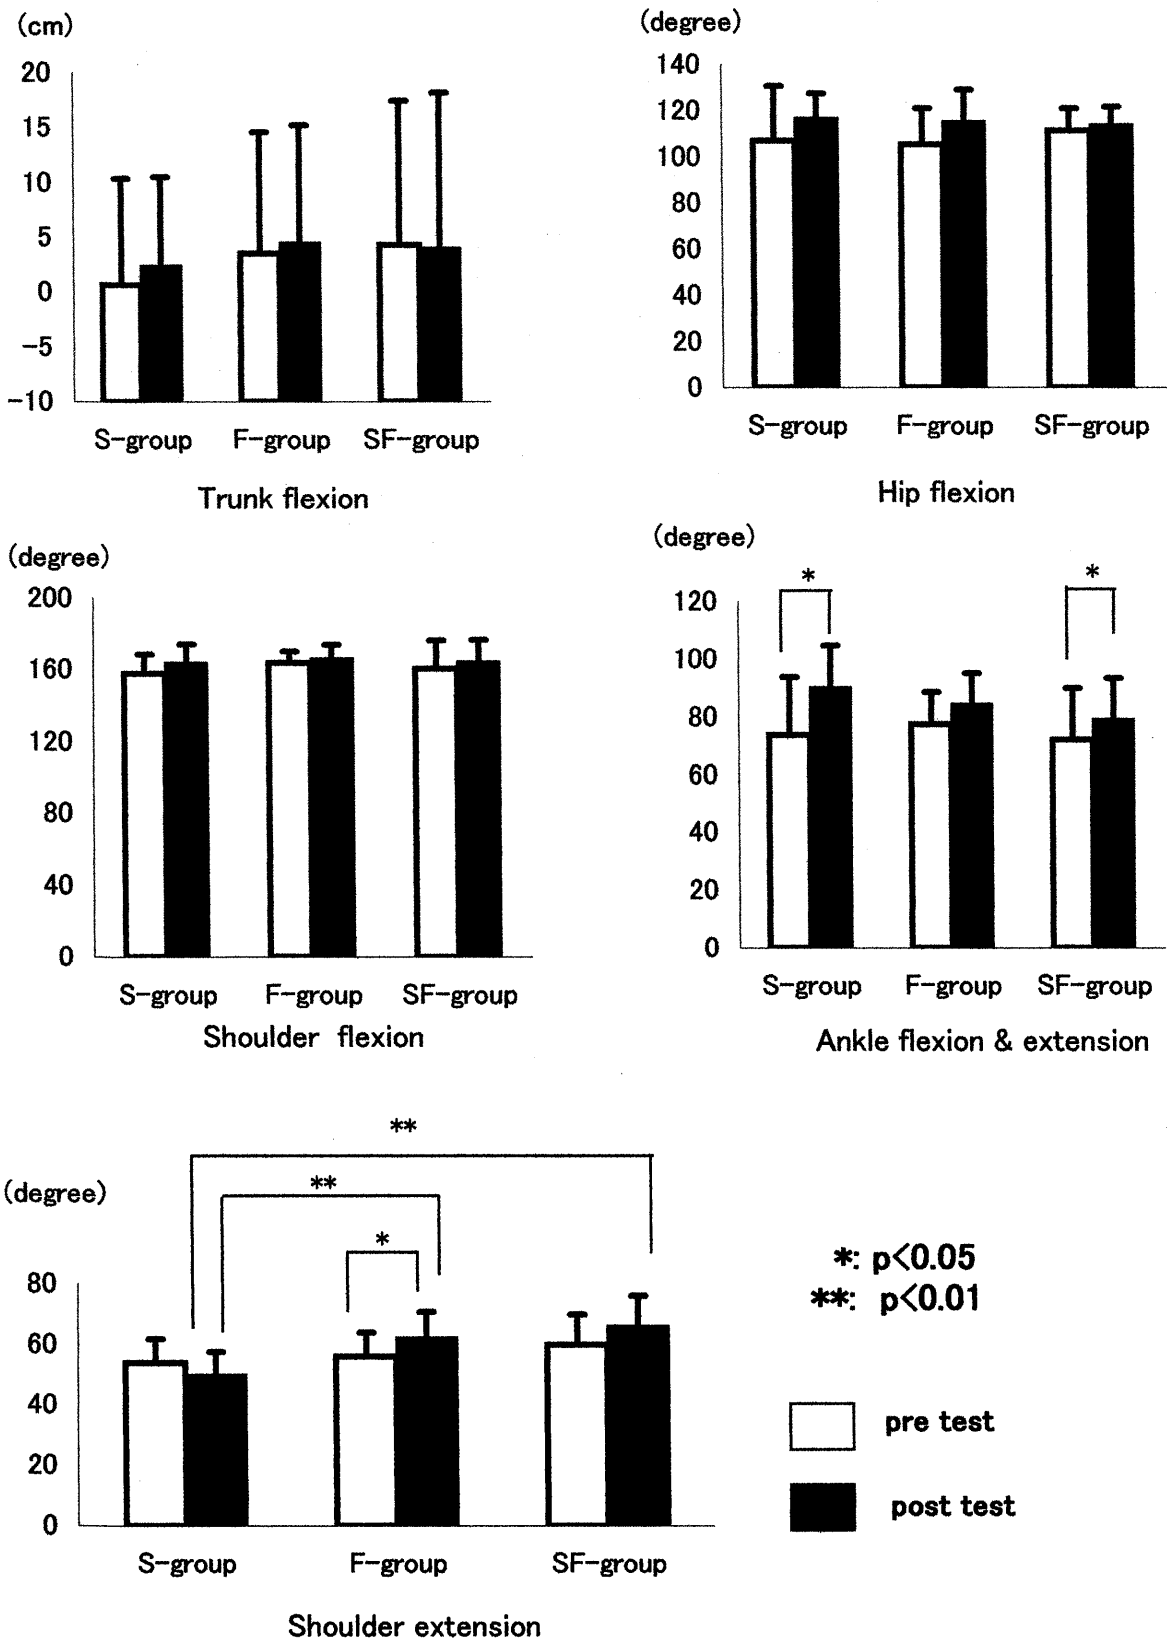 (cm)
20
15
10
5
0
−5
−10
S-group F-group SF-group
Trunk flexion
(degree)
140
120
100
80
60
40
20
0
S-group F-group SF-group
Hip flexion
(degree)
200
160
120
80
40
0
S-group F-group SF-group
Shoulder flexion
(degree)
* *
120
100
80
60
40
20
0
S-group F-group SF-group
Ankle flexion & extension
**
(degree)
**
*
80
60
40
20
0
S-group F-group SF-group
Shoulder extension
*: p<0.05
**: p<0.01
pre test
post test